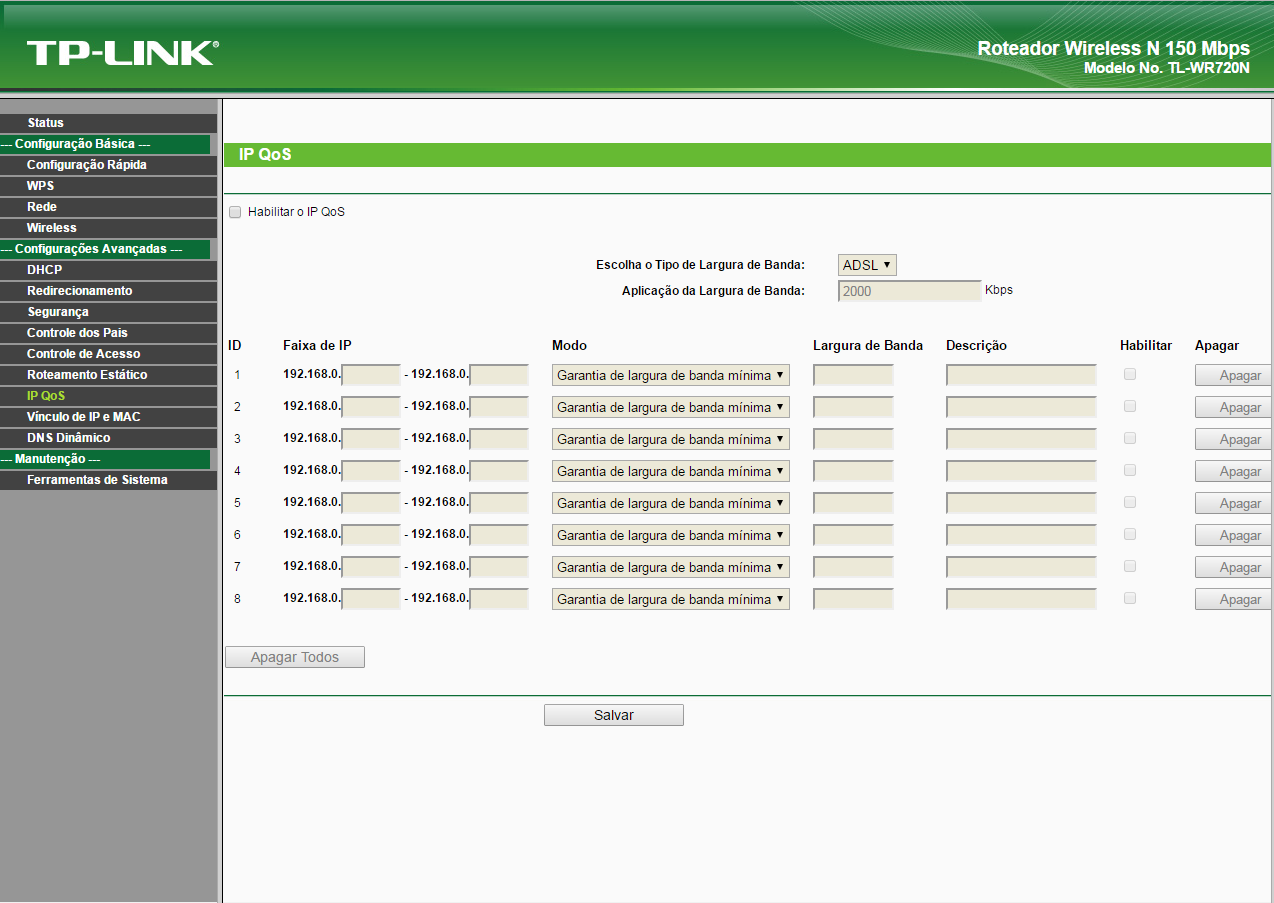 TP-LINK®
Roteador Wireless N 150 Mbps
Modelo No. TL-WR720N
Status
--- Configuração Básica ---
Configuração Rápida
WPS
Rede
Wireless
--- Configurações Avançadas ---
DHCP
Redirecionamento
Segurança
Controle dos Pais
Controle de Acesso
Roteamento Estático
IP QoS
Vínculo de IP e MAC
DNS Dinâmico
--- Manutenção ---
Ferramentas de Sistema
IP QoS
Habilitar o IP QoS
Escolha o Tipo de Largura de Banda: ADSL
Aplicação da Largura de Banda: 2000 Kbps
ID Faixa de IP Modo Largura de Banda Descrição Habilitar Apagar
1 192.168.0. - 192.168.0. Garantia de largura de banda mínima Apagar
2 192.168.0. - 192.168.0. Garantia de largura de banda mínima Apagar
3 192.168.0. - 192.168.0. Garantia de largura de banda mínima Apagar
4 192.168.0. - 192.168.0. Garantia de largura de banda mínima Apagar
5 192.168.0. - 192.168.0. Garantia de largura de banda mínima Apagar
6 192.168.0. - 192.168.0. Garantia de largura de banda mínima Apagar
7 192.168.0. - 192.168.0. Garantia de largura de banda mínima Apagar
8 192.168.0. - 192.168.0. Garantia de largura de banda mínima Apagar
Apagar Todos
Salvar